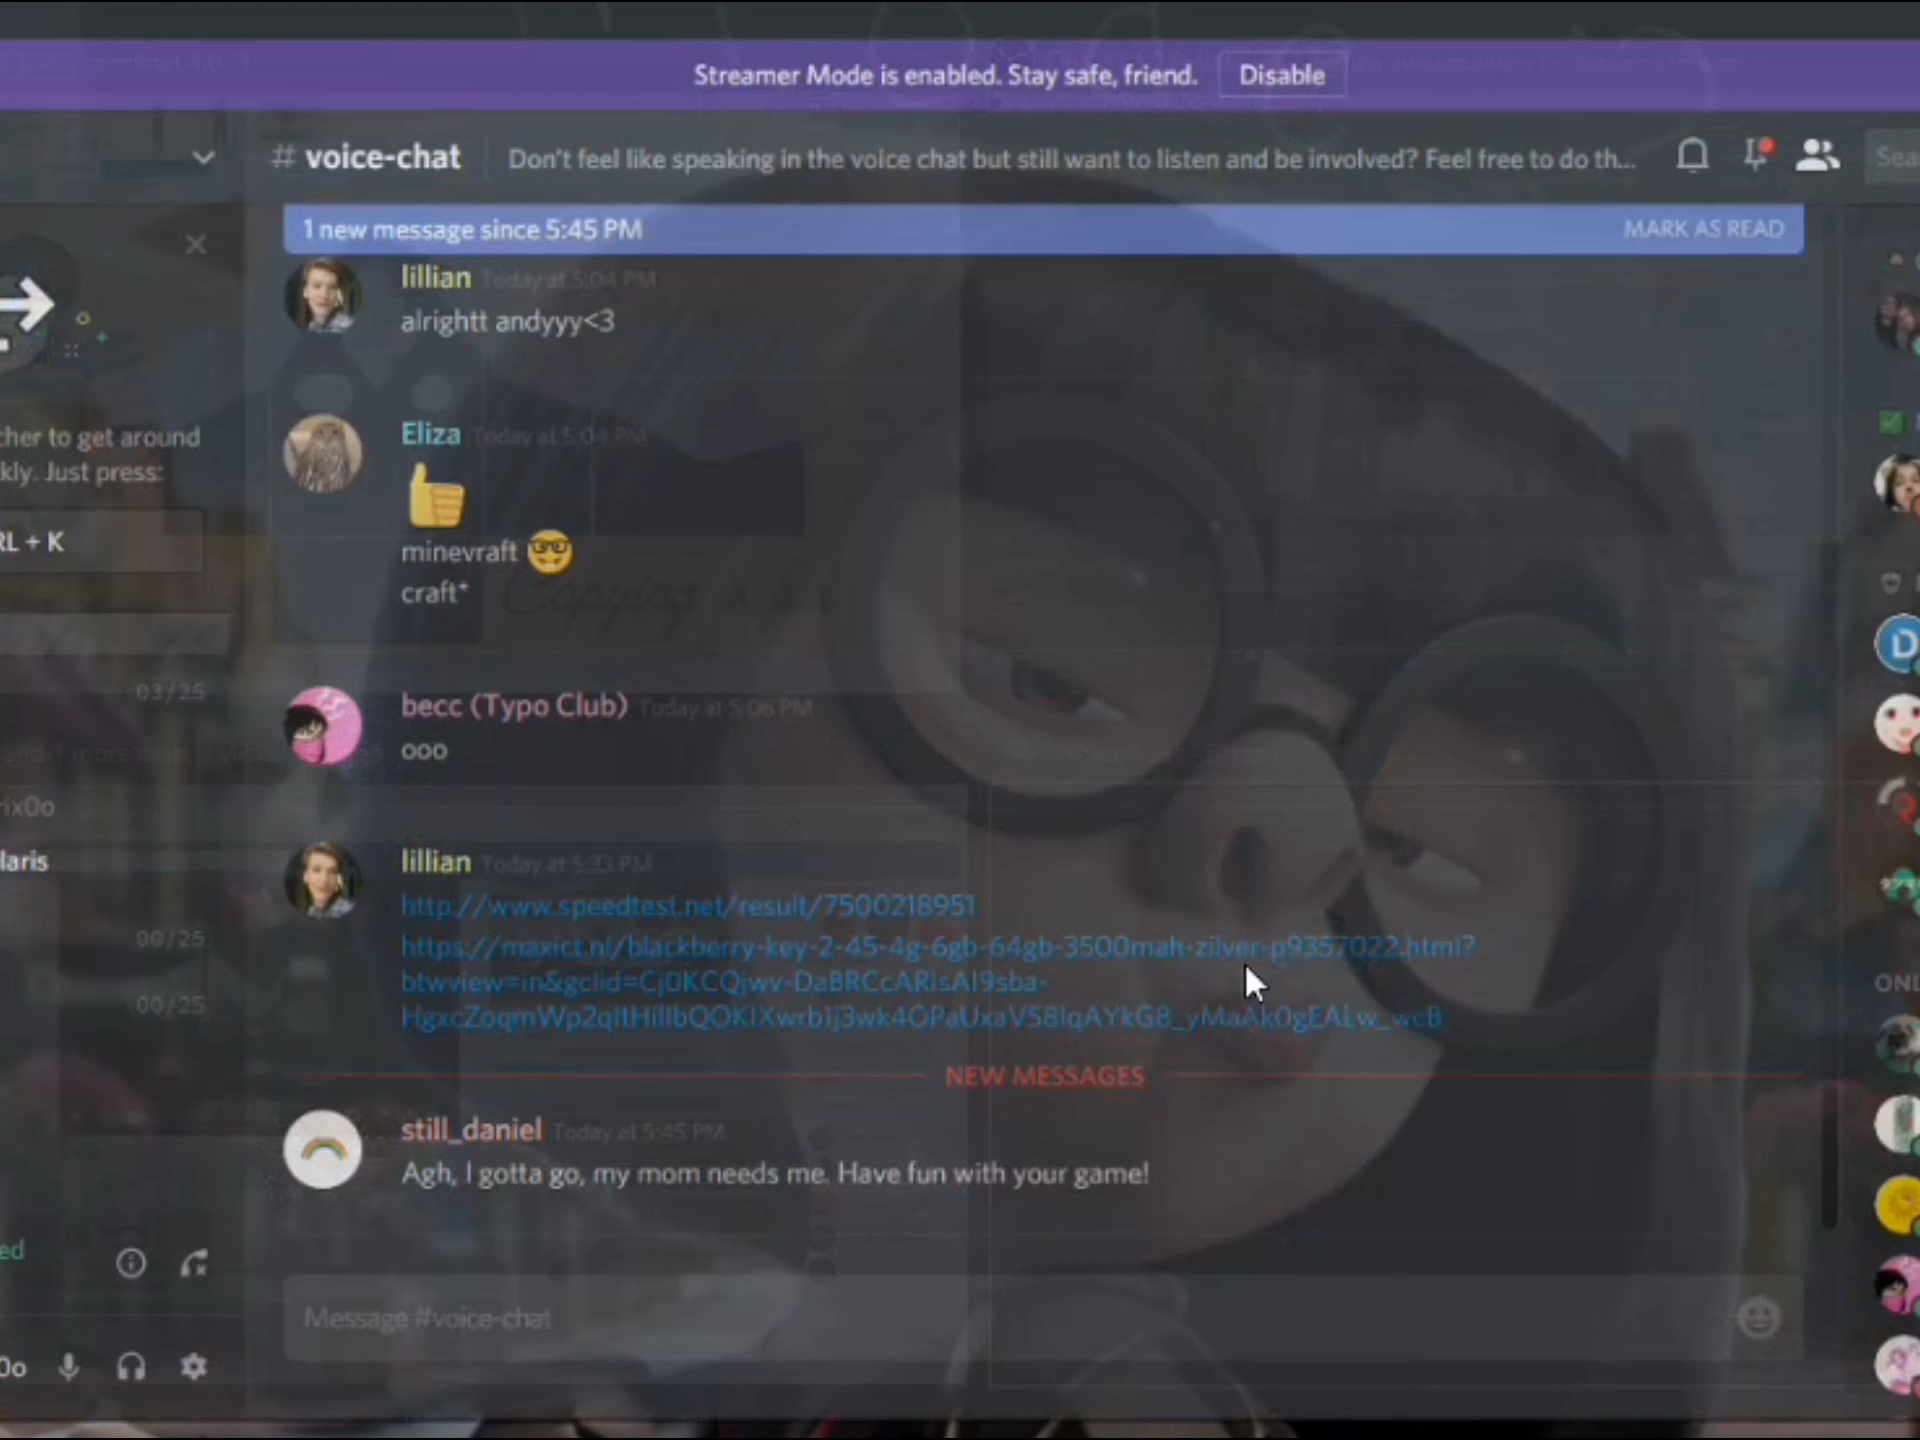 Streamer Mode is enabled. Stay safe, friend. Disable
# voice-chat Don't feel like speaking in the voice chat but still want to listen and be involved? Feel free to do th...
Sea
1 new message since 5:45 PM MARK AS READ
lillian Today at 5:04 PM
alrightt andyyy<3
Eliza Today at 5:04 PM
cher to get around
kly. Just press:
RL + K
minevraft
craft*
Copying is
03/25
becc (Typo Club) Today at 5:06 PM
ooo
rix0o
laris
lillian Today at 5:33 PM
http://www.speedtest.net/result/7500218951
00/25
https://maxict.nl/blackberry-key-2-45-4g-6gb-64gb-3500mah-zilver-p9357022.html?
btwview=in&gclid=Cj0KCQjwv-DaBRCcARIsAI9sba-
ONL
00/25
NEW MESSAGES
still_daniel Today at 5:45 PM
Agh, I gotta go, my mom needs me. Have fun with your game!
ed
Message #voice-chat
0o